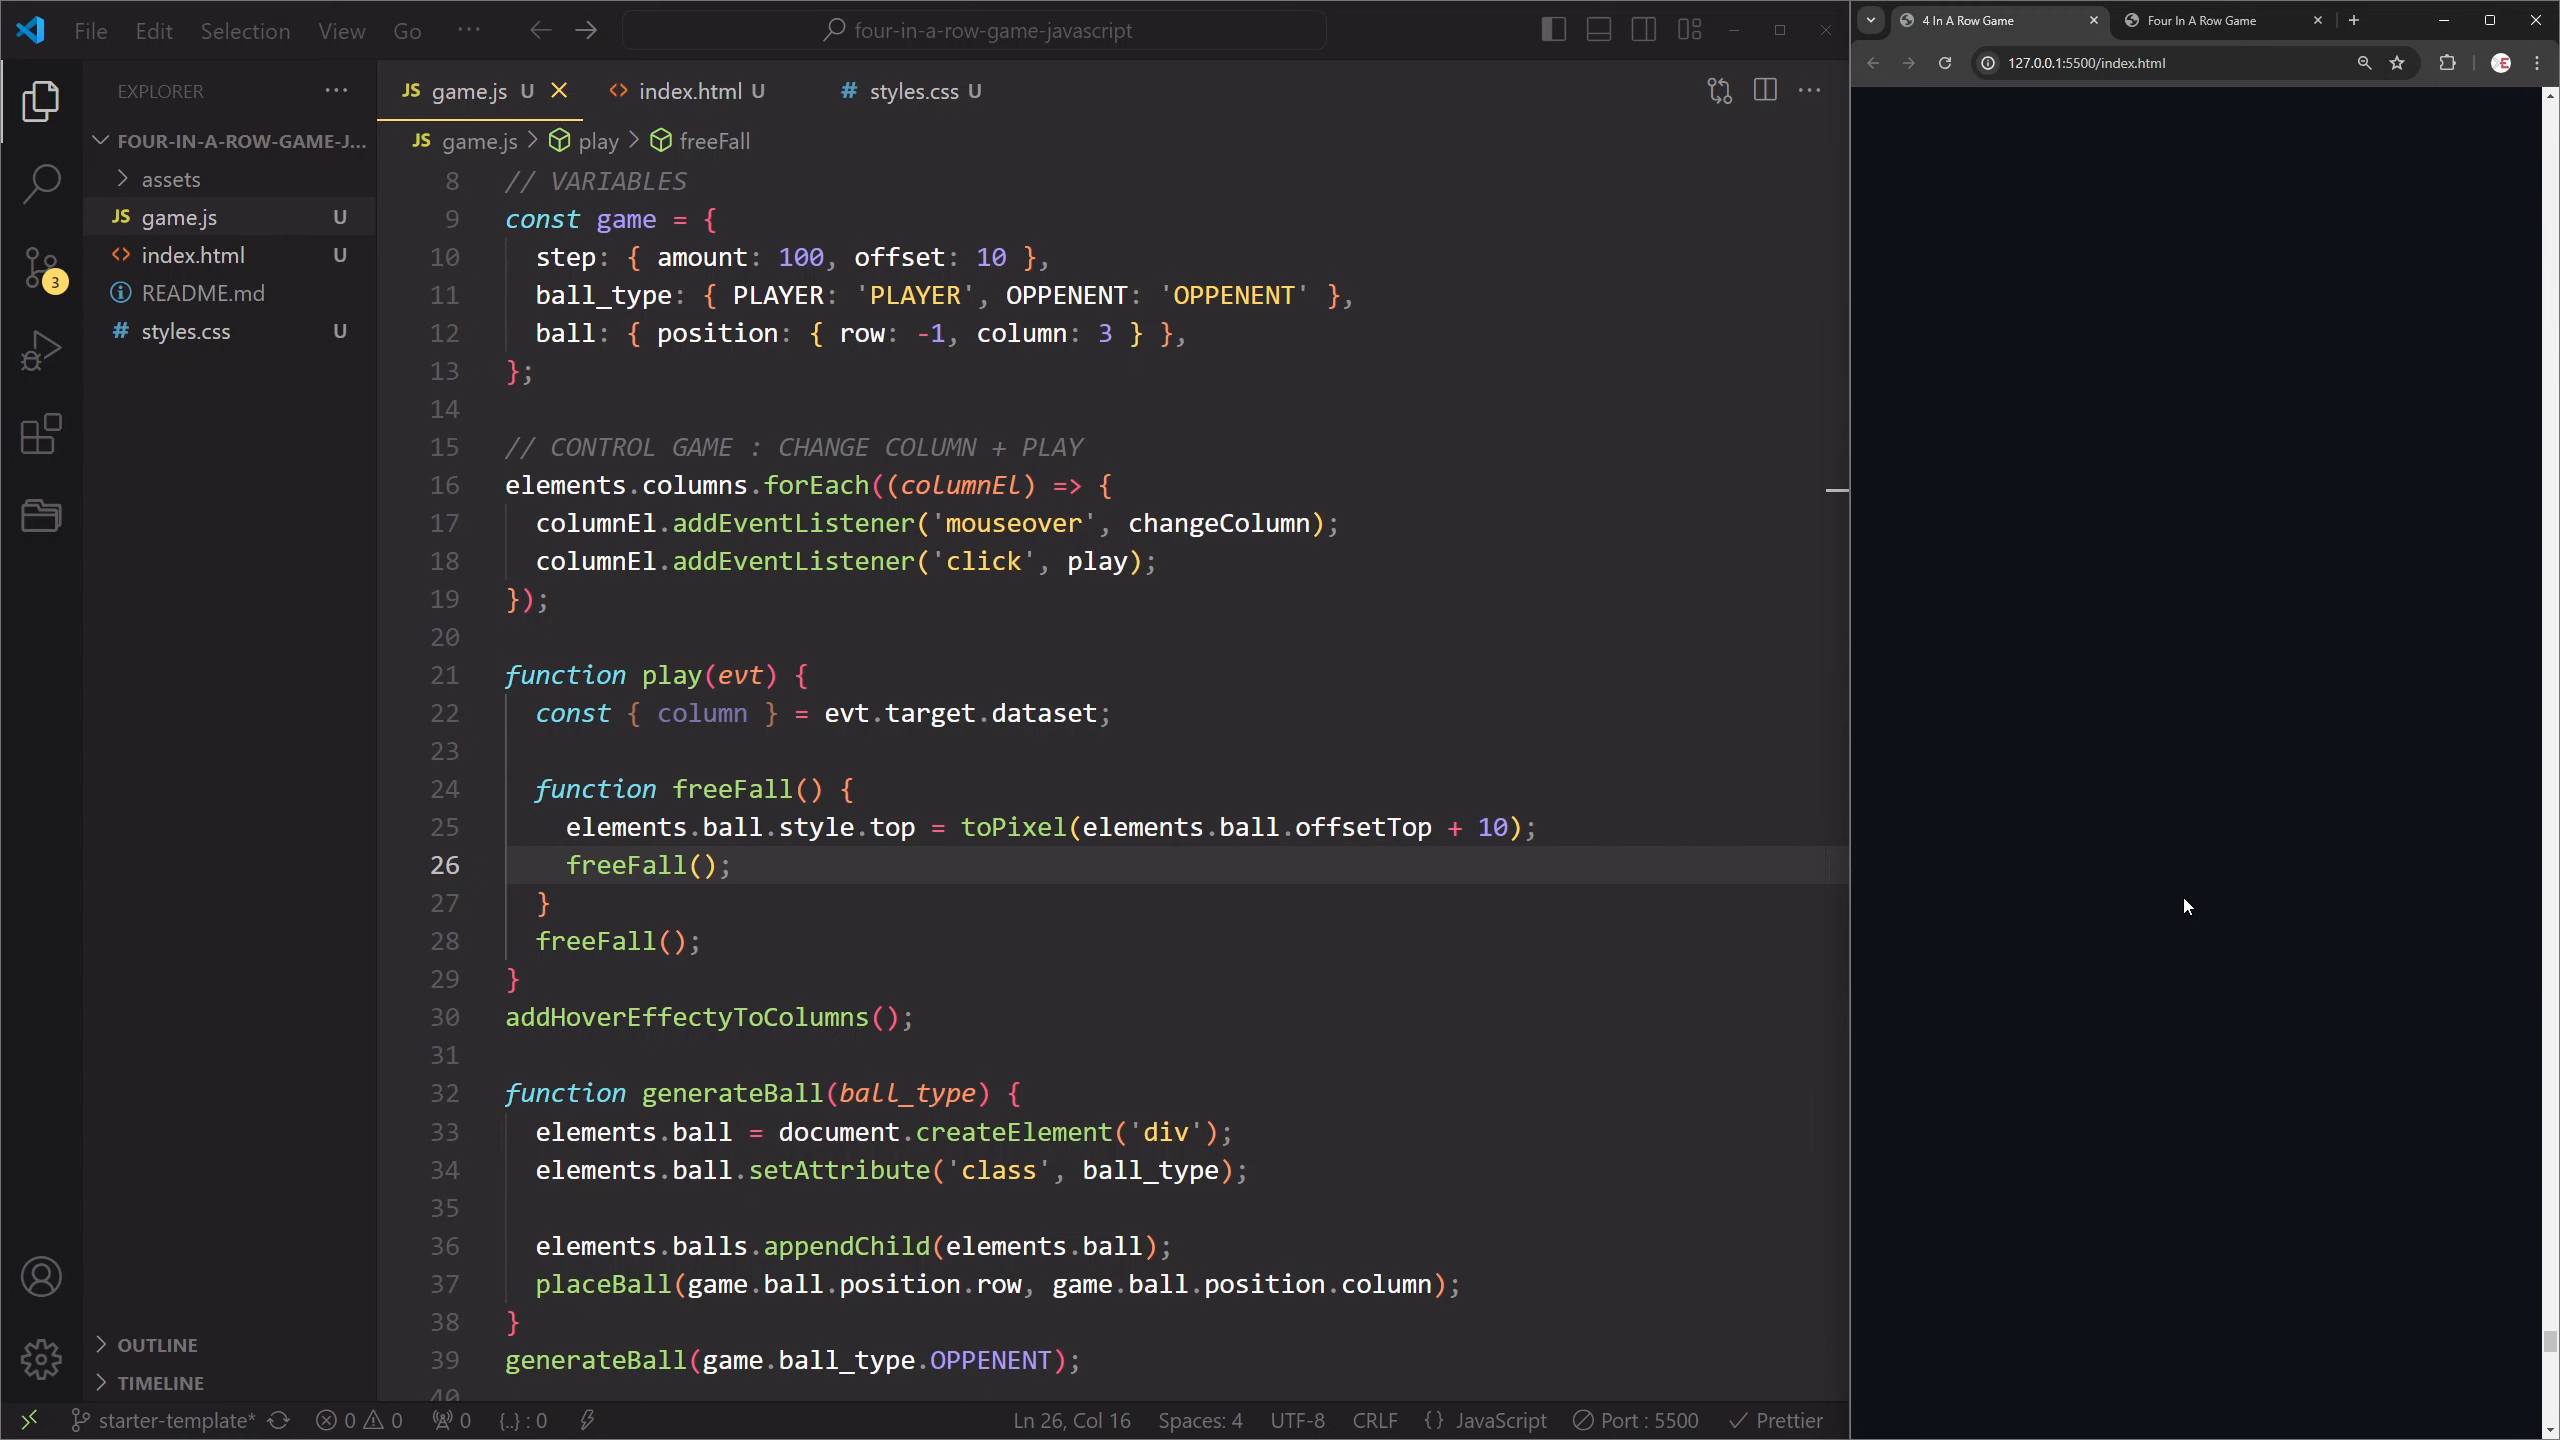 File Edit Selection View Go ··· four-in-a-row-game-javascript
4 In A Row Game
Four In A Row Game
127.0.0.1:5500/index.html
EXPLORER
FOUR-IN-A-ROW-GAME-J...
assets
JS game.js U
<> index.html U
README.md
# styles.css U
3
OUTLINE
TIMELINE
JS game.js U
<> index.html U
# styles.css U
JS game.js > play > freeFall
8 // VARIABLES
9 const game = {
10 step: { amount: 100, offset: 10 },
11 ball_type: { PLAYER: 'PLAYER', OPPENENT: 'OPPENENT' },
12 ball: { position: { row: -1, column: 3 } },
13 };
14
15 // CONTROL GAME : CHANGE COLUMN + PLAY
16 elements.columns.forEach((columnEl) => {
17 columnEl.addEventListener('mouseover', changeColumn);
18 columnEl.addEventListener('click', play);
19 });
20
21 function play(evt) {
22 const { column } = evt.target.dataset;
23
24 function freeFall() {
25 elements.ball.style.top = toPixel(elements.ball.offsetTop + 10);
26 freeFall();
27 }
28 freeFall();
29 }
30 addHoverEffectyToColumns();
31
32 function generateBall(ball_type) {
33 elements.ball = document.createElement('div');
34 elements.ball.setAttribute('class', ball_type);
35
36 elements.balls.appendChild(elements.ball);
37 placeBall(game.ball.position.row, game.ball.position.column);
38 }
39 generateBall(game.ball_type.OPPENENT);
40
starter-template* 0 0 0 {..} : 0 Ln 26, Col 16 Spaces: 4 UTF-8 CRLF {} JavaScript Port : 5500 Prettier